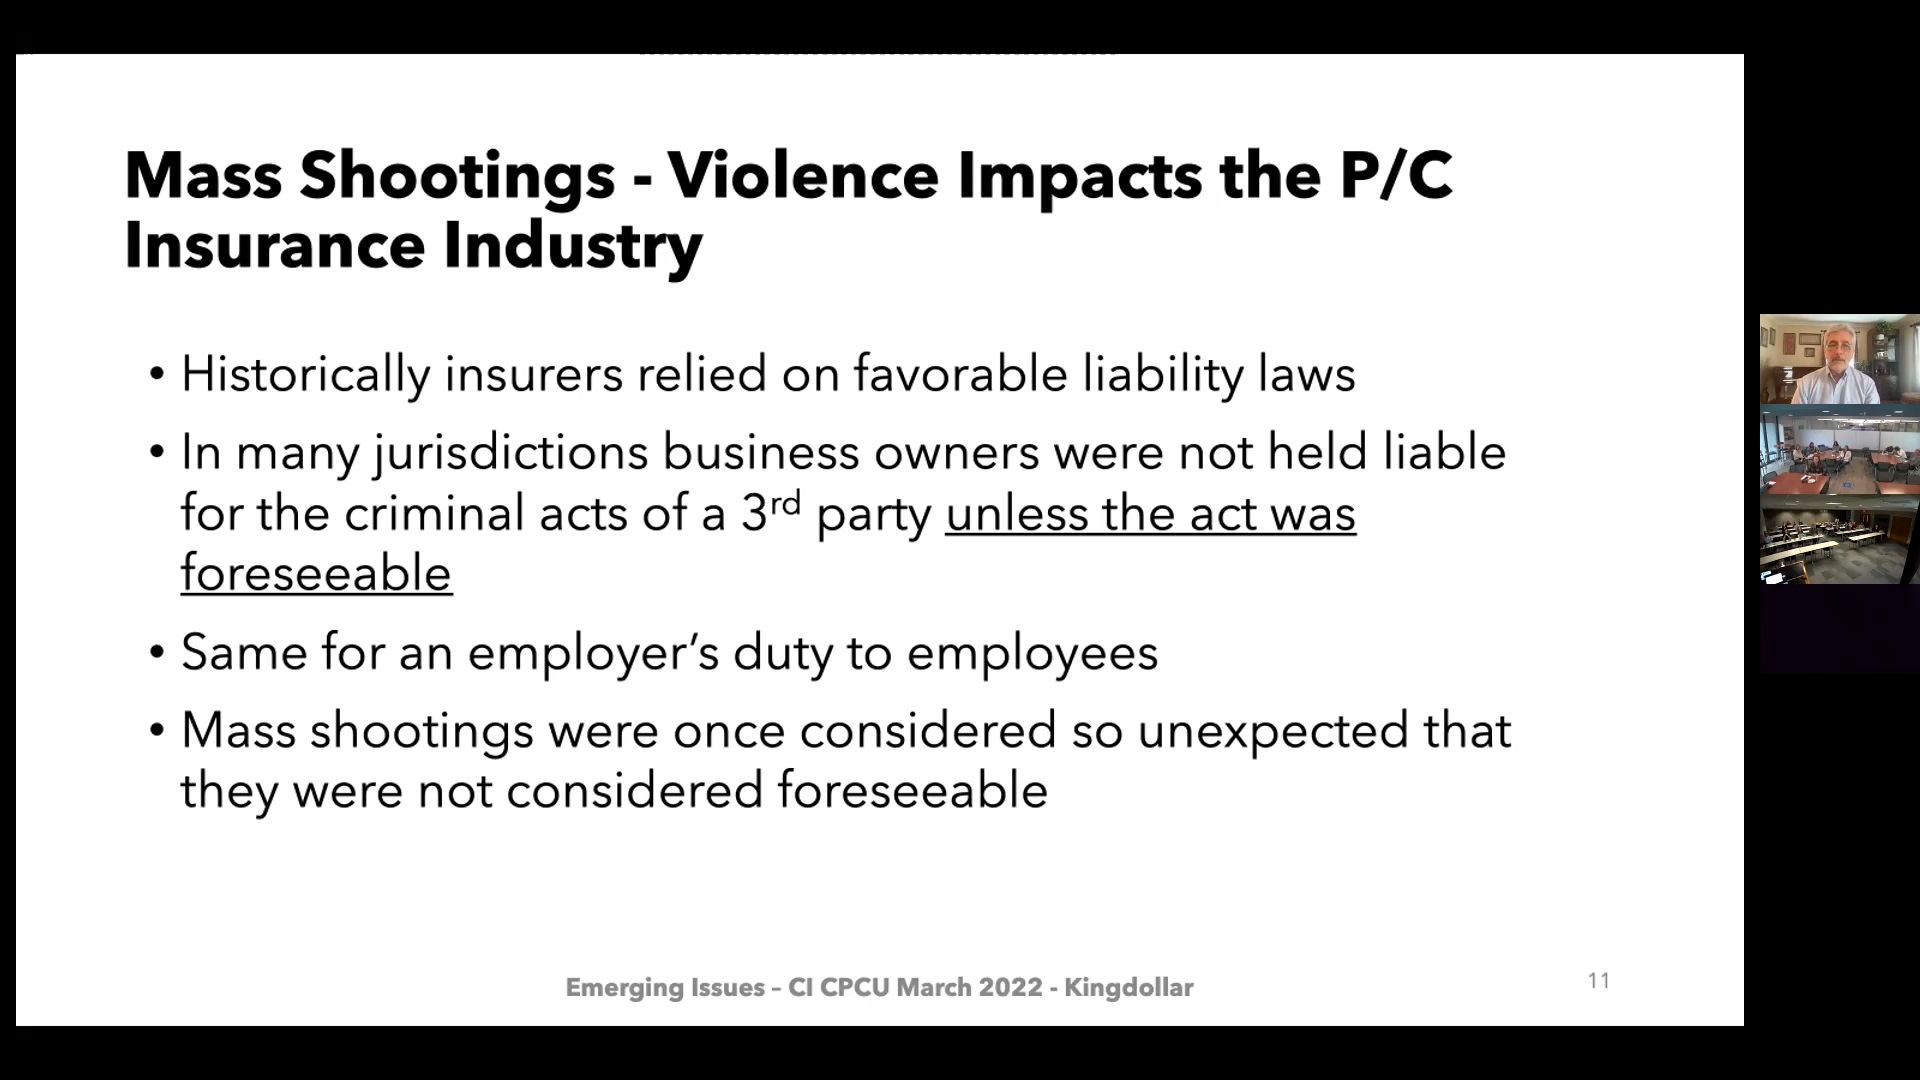 Mass Shootings - Violence Impacts the P/C
Insurance Industry
• Historically insurers relied on favorable liability laws
• In many jurisdictions business owners were not held liable
for the criminal acts of a 3rd party unless the act was
foreseeable
• Same for an employer’s duty to employees
• Mass shootings were once considered so unexpected that
they were not considered foreseeable
Emerging Issues – CI CPCU March 2022 - Kingdollar
11